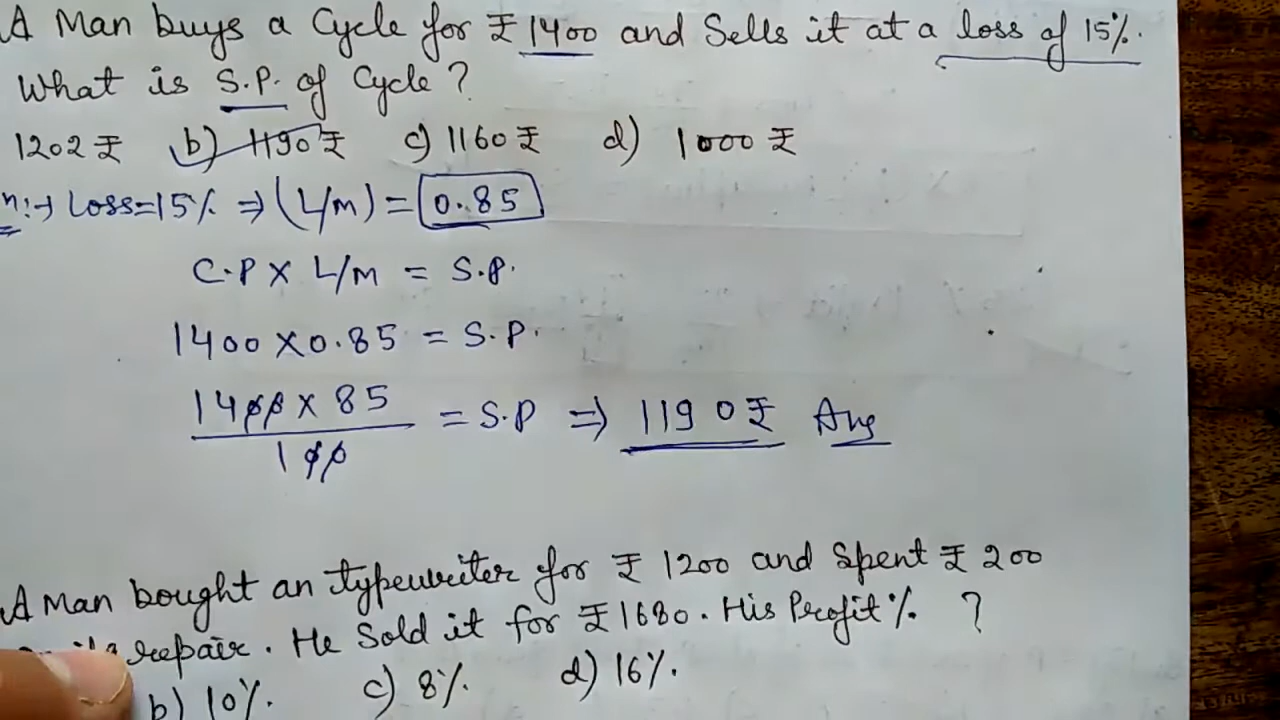 A Man buys a Cycle for ₹ 1400 and Sells it at a loss of 15%.
What is S.P. of Cycle?
1202 ₹ b) 1190 ₹ c) 1160 ₹ d) 1000 ₹
n:→ Loss=15% ⇒ (L/M) = 0.85
C.P X L/M = S.P.
1400 X 0.85 = S.P.
1400 X 85 / 100 = S.P ⇒ 1190 ₹ Ans
A Man bought an typewriter for ₹ 1200 and Spent ₹ 200
repair. He Sold it for ₹ 1680. His Profit % ?
b) 10%. c) 8%. d) 16%.